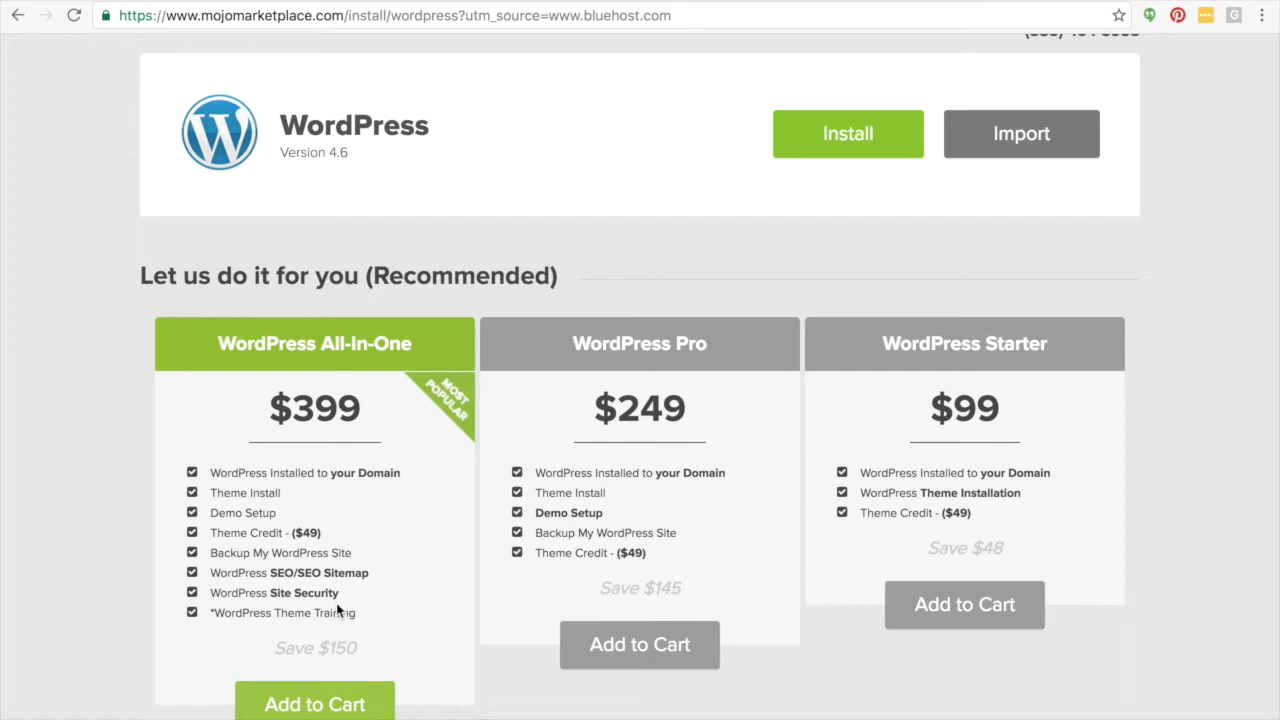 https://www.mojomarketplace.com/install/wordpress?utm_source=www.bluehost.com
WordPress
Version 4.6
Install
Import
Let us do it for you (Recommended)
WordPress All-In-One
MOST POPULAR
$399
WordPress Installed to your Domain
Theme Install
Demo Setup
Theme Credit - ($49)
Backup My WordPress Site
WordPress SEO/SEO Sitemap
WordPress Site Security
*WordPress Theme Training
Save $150
Add to Cart
WordPress Pro
$249
WordPress Installed to your Domain
Theme Install
Demo Setup
Backup My WordPress Site
Theme Credit - ($49)
Save $145
Add to Cart
WordPress Starter
$99
WordPress Installed to your Domain
WordPress Theme Installation
Theme Credit - ($49)
Save $48
Add to Cart